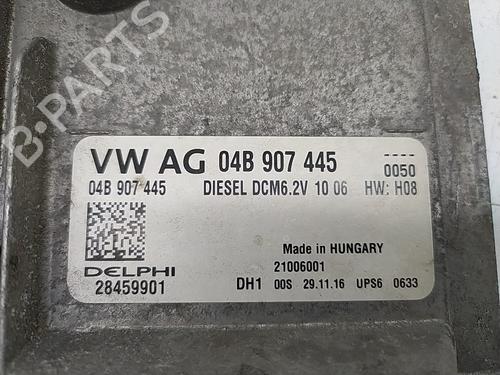 B-PARTS
VW AG 04B 907 445
0050
04B 907 445 DIESEL DCM6.2V 10 06 HW: H08
Made in HUNGARY
DELPHI 21006001
28459901 DH1 00S 29.11.16 UPS6 0633